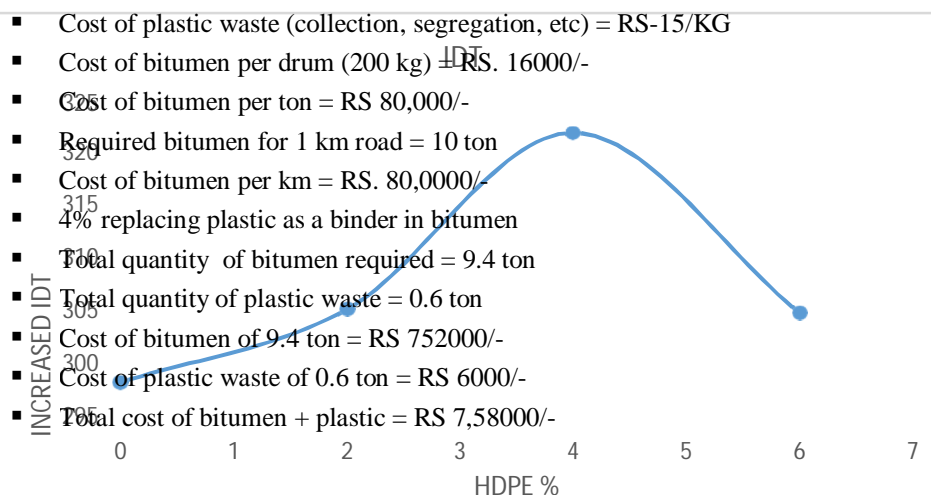 ▪ Cost of plastic waste (collection, segregation, etc) = RS-15/KG
IDT
▪ Cost of bitumen per drum (200 kg) = RS. 16000/-
▪ Cost of bitumen per ton = RS 80,000/-
325
▪ Required bitumen for 1 km road = 10 ton
320
▪ Cost of bitumen per km = RS. 80,0000/-
315
▪ 4% replacing plastic as a binder in bitumen
▪ Total quantity of bitumen required = 9.4 ton
310
▪ Total quantity of plastic waste = 0.6 ton
305
▪ Cost of bitumen of 9.4 ton = RS 752000/-
300
▪ Cost of plastic waste of 0.6 ton = RS 6000/-
▪ Total cost of bitumen + plastic = RS 7,58000/-
295
INCREASED IDT
0 1 2 3 4 5 6 7
HDPE %